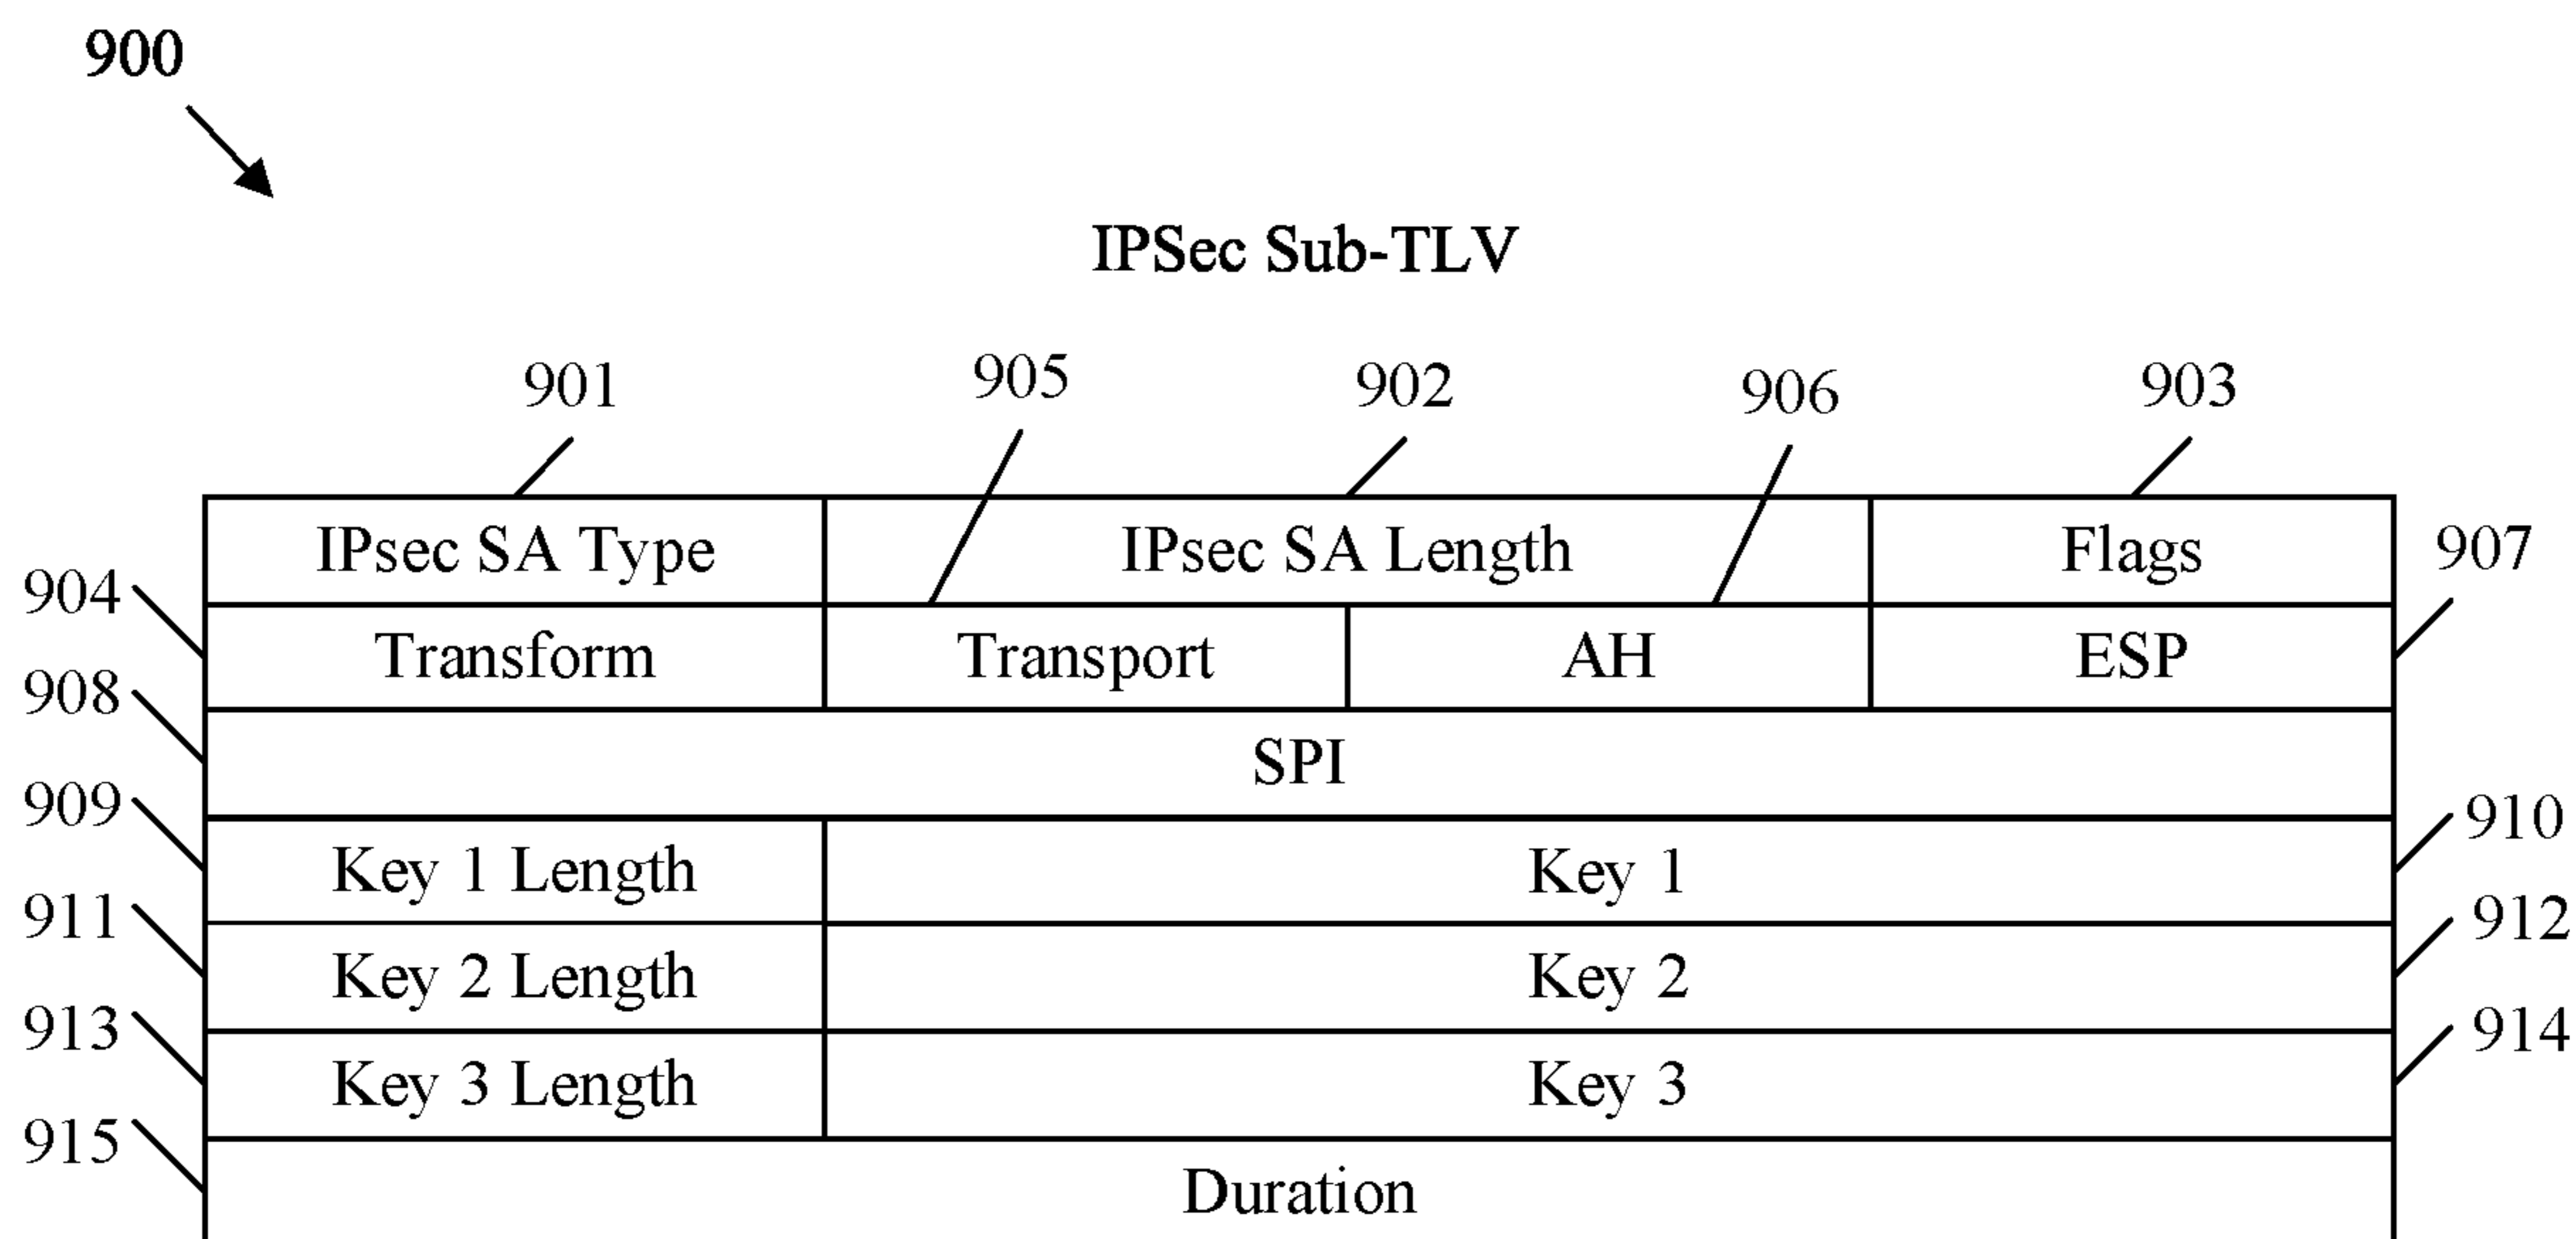 900
IPSec Sub-TLV
901 905 902 906 903
IPsec SA Type IPsec SA Length Flags 907
904
Transform Transport AH ESP
908
SPI
909 910
Key 1 Length Key 1
911 912
Key 2 Length Key 2
913 914
Key 3 Length Key 3
915
Duration